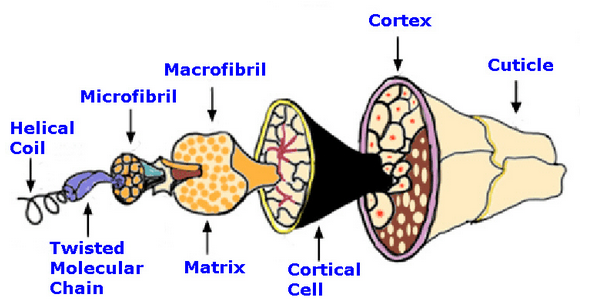 Cortex
Cuticle
Macrofibril
Microfibril
Helical
Coil
Twisted
Molecular
Chain
Matrix
Cortical
Cell